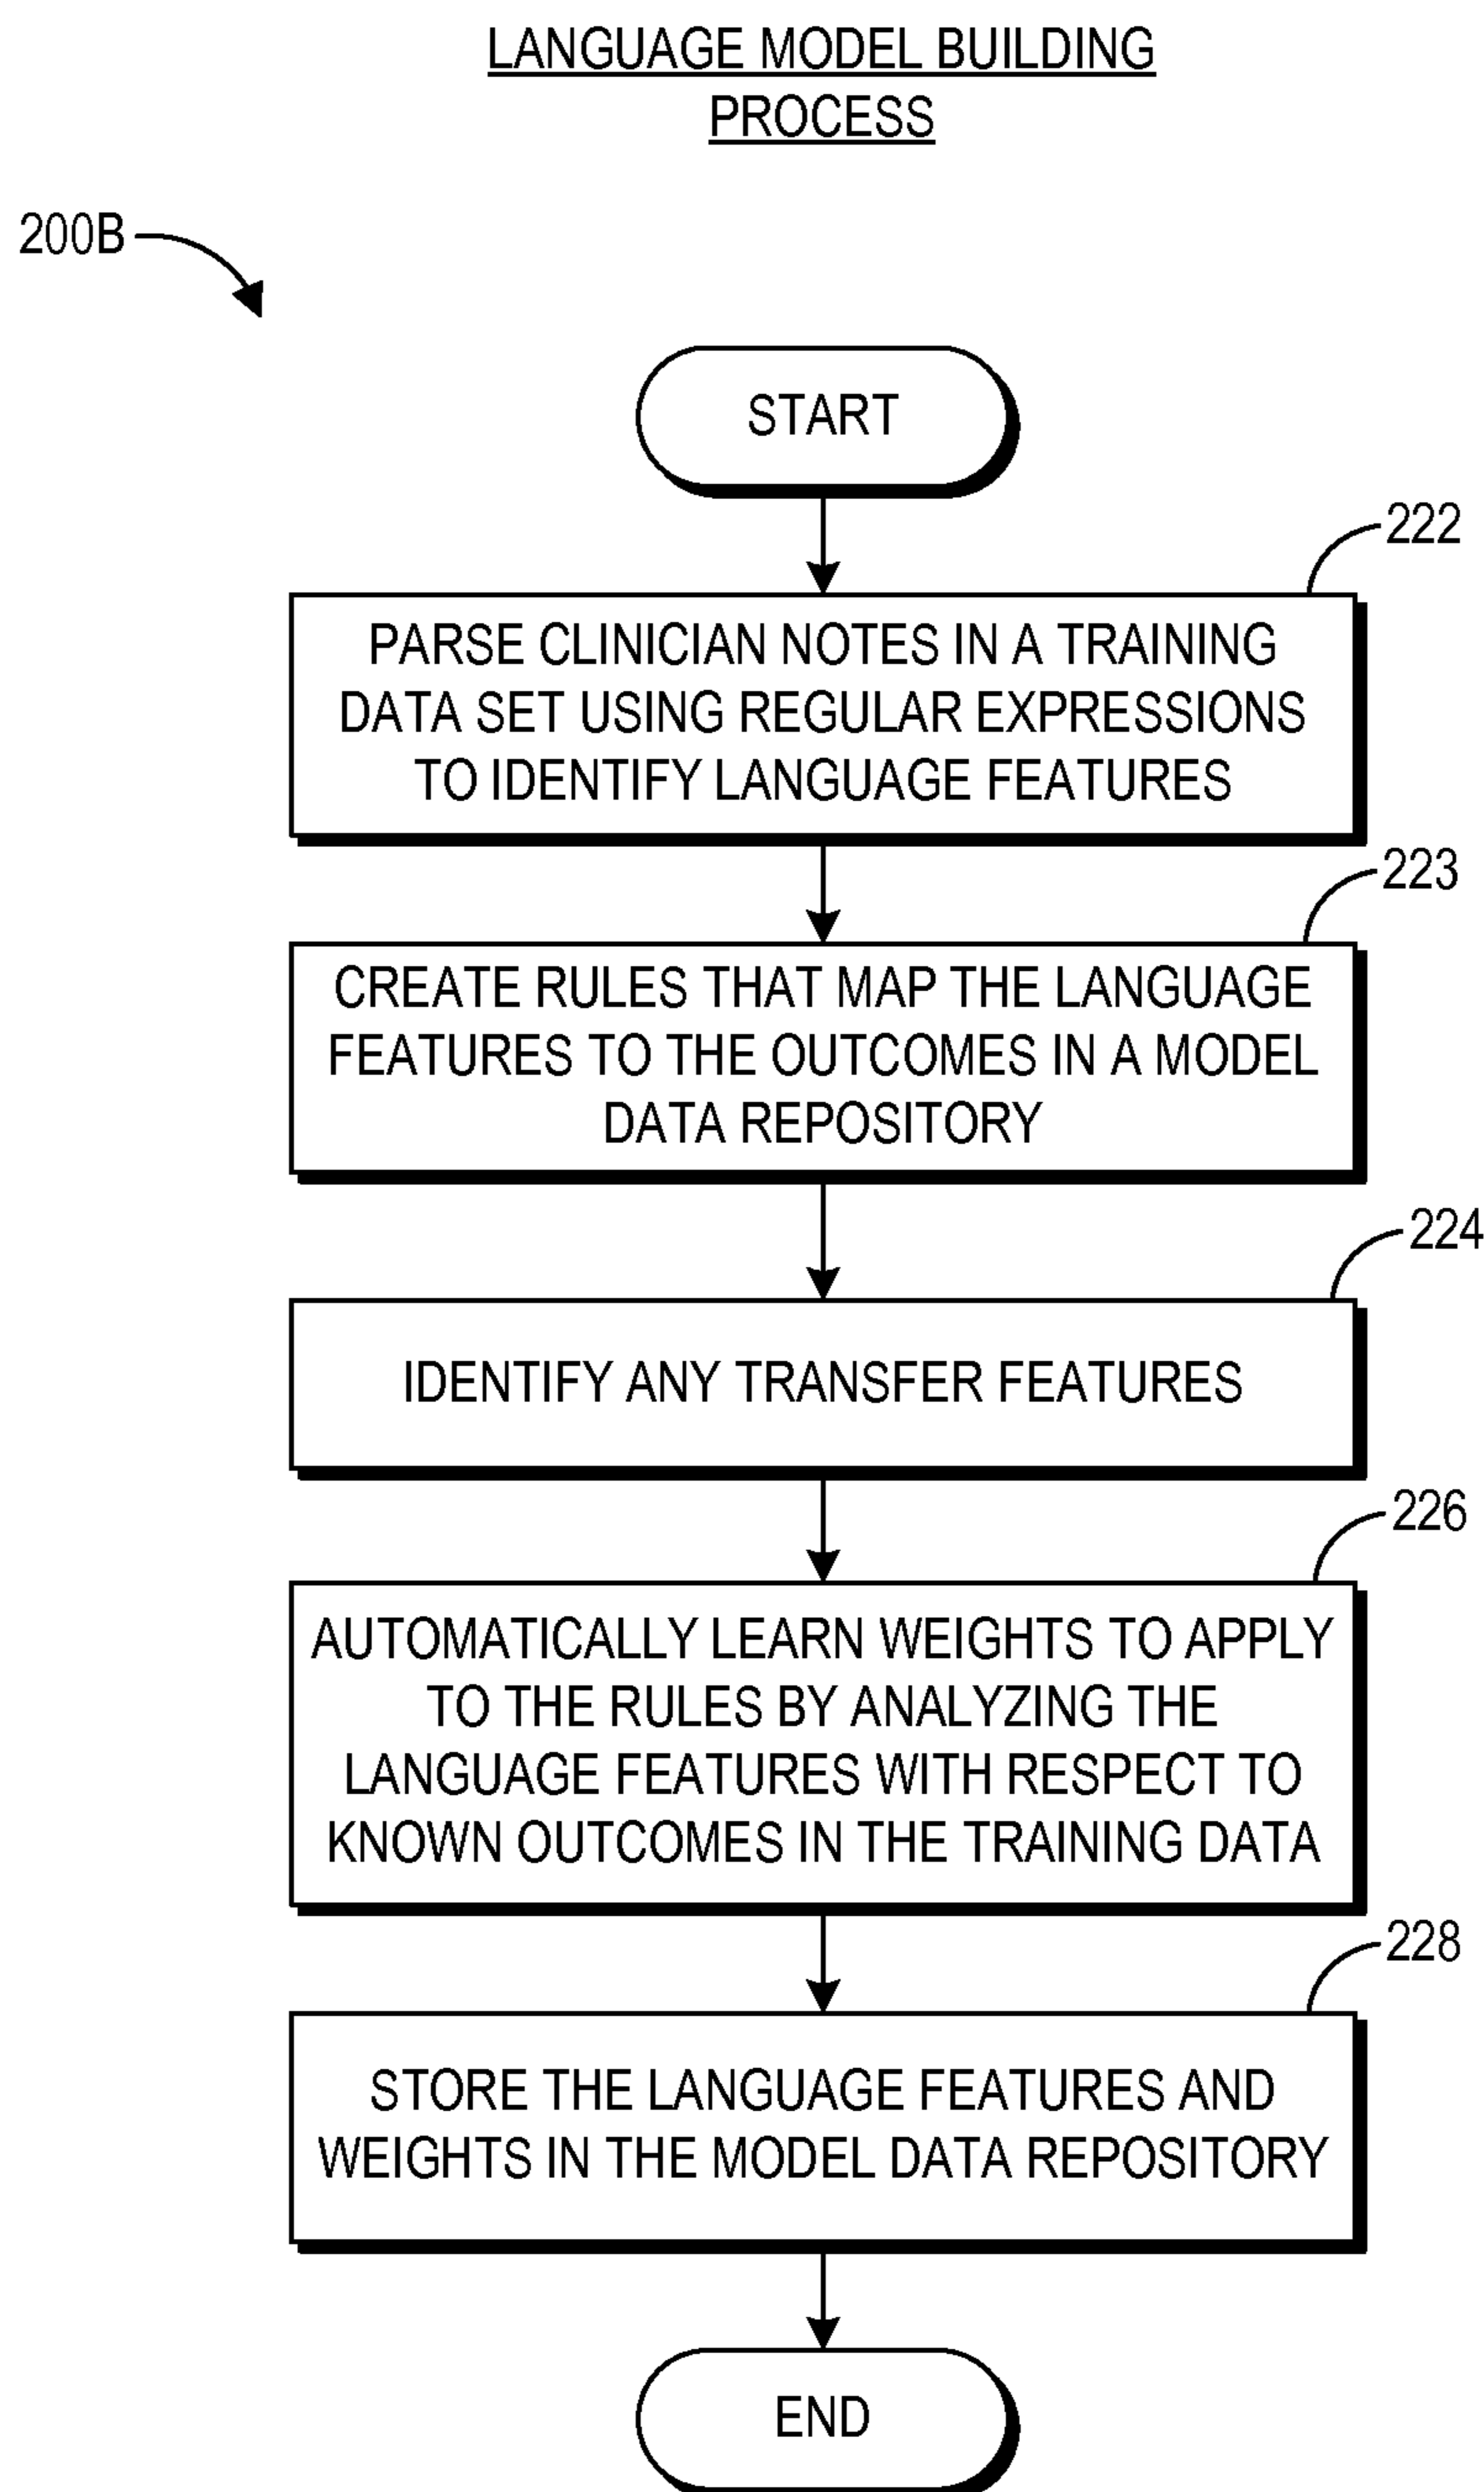 LANGUAGE MODEL BUILDING
PROCESS
200B
START
222
PARSE CLINICIAN NOTES IN A TRAINING
DATA SET USING REGULAR EXPRESSIONS
TO IDENTIFY LANGUAGE FEATURES
223
CREATE RULES THAT MAP THE LANGUAGE
FEATURES TO THE OUTCOMES IN A MODEL
DATA REPOSITORY
224
IDENTIFY ANY TRANSFER FEATURES
226
AUTOMATICALLY LEARN WEIGHTS TO APPLY
TO THE RULES BY ANALYZING THE
LANGUAGE FEATURES WITH RESPECT TO
KNOWN OUTCOMES IN THE TRAINING DATA
228
STORE THE LANGUAGE FEATURES AND
WEIGHTS IN THE MODEL DATA REPOSITORY
END